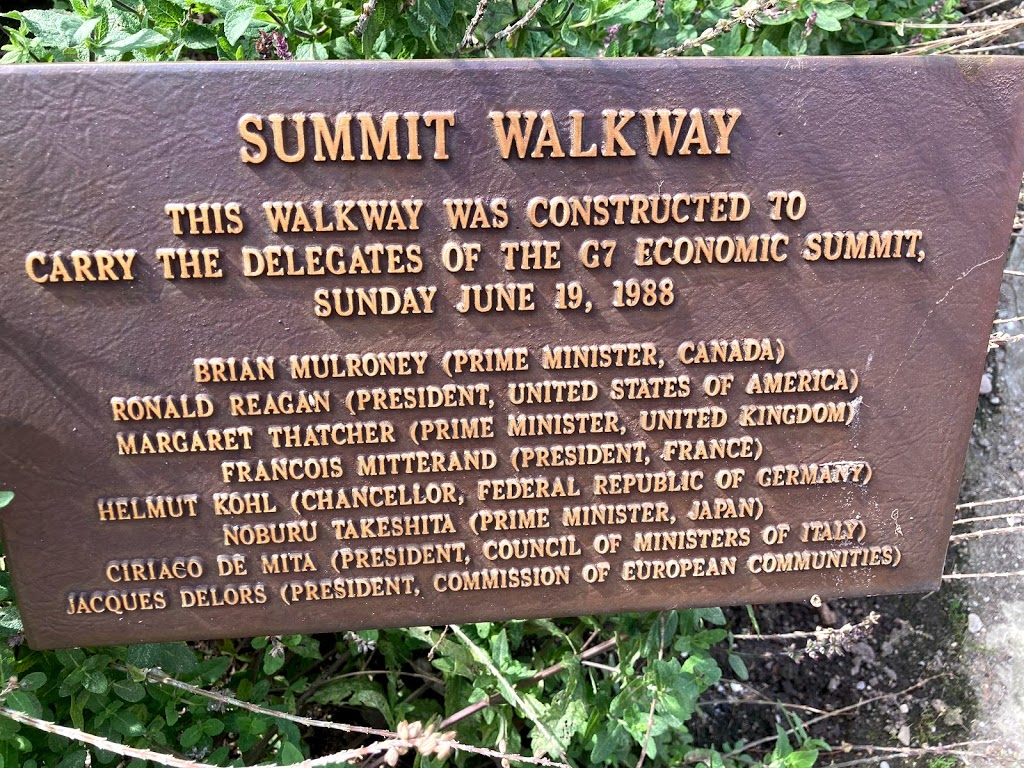 SUMMIT WALKWAY
THIS WALKWAY WAS CONSTRUCTED TO
CARRY THE DELEGATES OF THE G7 ECONOMIC SUMMIT,
SUNDAY JUNE 19, 1988
BRIAN MULRONEY (PRIME MINISTER, CANADA)
RONALD REAGAN (PRESIDENT, UNITED STATES OF AMERICA)
MARGARET THATCHER (PRIME MINISTER, UNITED KINGDOM)
FRANCOIS MITTERAND (PRESIDENT, FRANCE)
HELMUT KOHL (CHANCELLOR, FEDERAL REPUBLIC OF GERMANY)
NOBURU TAKESHITA (PRIME MINISTER, JAPAN)
CIRIACO DE MITA (PRESIDENT, COUNCIL OF MINISTERS OF ITALY)
JACQUES DELORS (PRESIDENT, COMMISSION OF EUROPEAN COMMUNITIES)